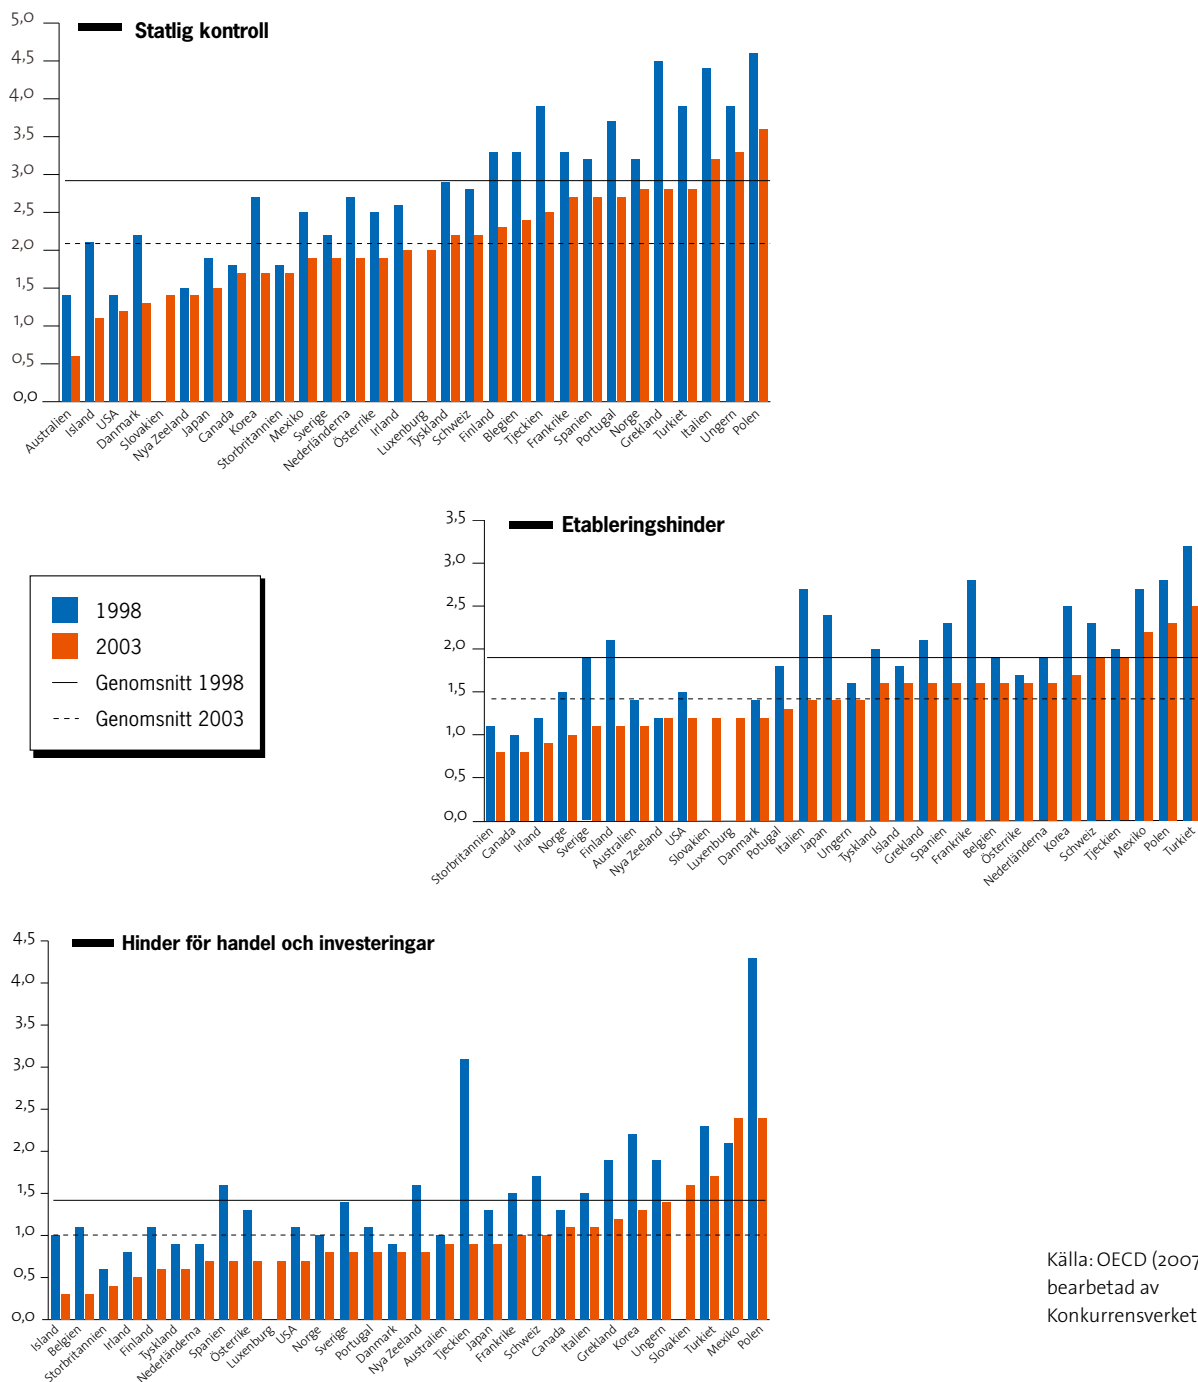 Statlig kontroll
5,0
4,5
4,0
3,5
3,0
2,5
2,0
1,5
1,0
0,5
0,0
Australien
Island
USA
Danmark
Slovakien
Nya Zeeland
Japan
Canada
Korea
Storbritannien
Mexiko
Sverige
Nederländerna
Österrike
Irland
Luxenburg
Tyskland
Schweiz
Finland
Blegien
Tjeckien
Frankrike
Spanien
Portugal
Norge
Grekland
Turkiet
Italien
Ungern
Polen
Etableringshinder
3,5
3,0
2,5
2,0
1,5
1,0
0,5
0,0
Storbritannien
Canada
Irland
Norge
Sverige
Finland
Australien
Nya Zeeland
USA
Slovakien
Luxenburg
Danmark
Potugal
Italien
Japan
Ungern
Tyskland
Island
Grekland
Spanien
Frankrike
Belgien
Österrike
Nederländerna
Korea
Schweiz
Tjeckien
Mexiko
Polen
Turkiet
1998
2003
Genomsnitt 1998
Genomsnitt 2003
Hinder för handel och investeringar
4,5
4,0
3,5
3,0
2,5
2,0
1,5
1,0
0,5
0,0
Island
Belgien
Storbritannien
Irland
Finland
Tyskland
Nederländerna
Spanien
Österrike
Luxenburg
USA
Norge
Sverige
Portugal
Danmark
Nya Zeeland
Australien
Tjeckien
Japan
Frankrike
Schweiz
Canada
Italien
Grekland
Korea
Ungern
Slovakien
Turkiet
Mexiko
Polen
Källa: OECD (2007
bearbetad av
Konkurrensverket